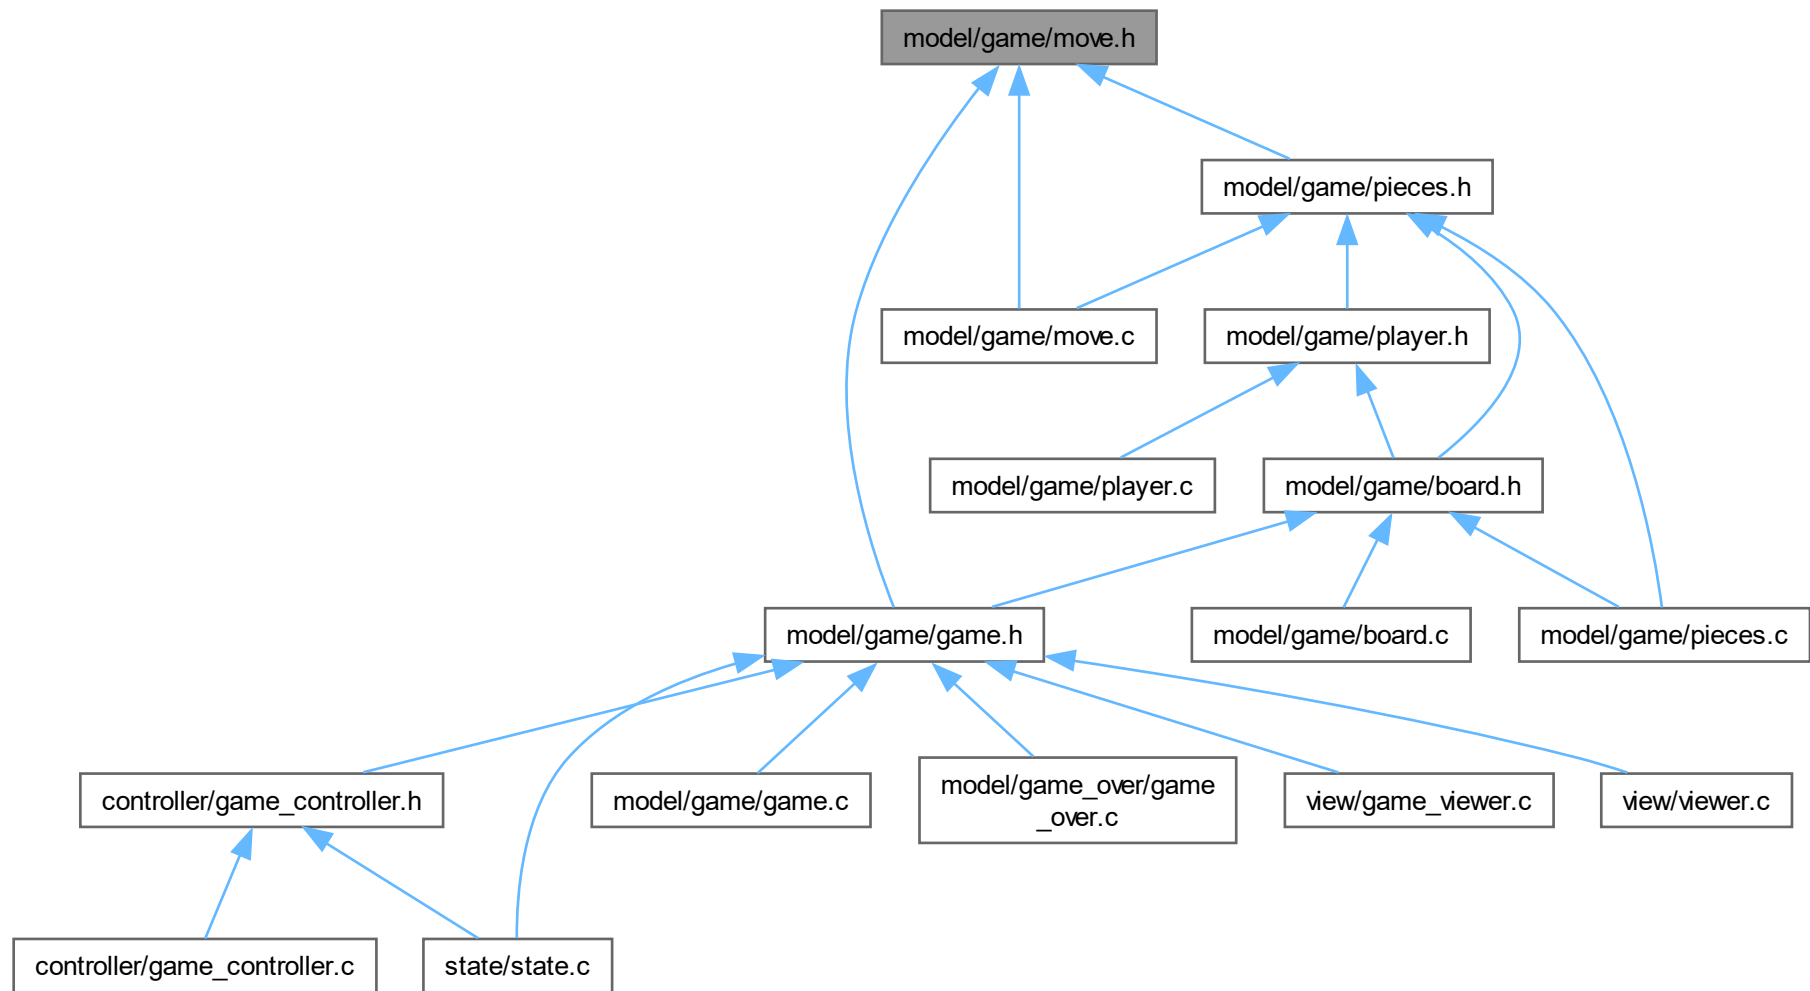 model/game/move.h
model/game/pieces.h
model/game/move.c
model/game/player.h
model/game/player.c
model/game/board.h
model/game/game.h
model/game/board.c
model/game/pieces.c
controller/game_controller.h
model/game/game.c
model/game_over/game
_over.c
view/game_viewer.c
view/viewer.c
controller/game_controller.c
state/state.c